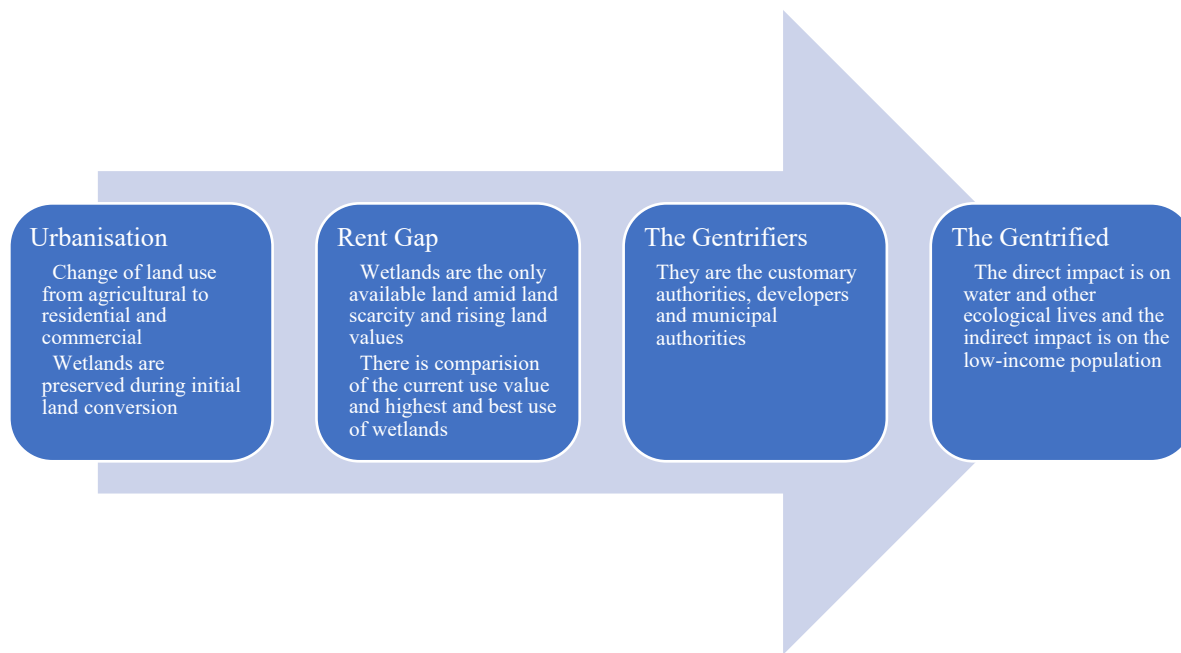 Urbanisation
Change of land use
from agricultural to
residential and
commercial
Wetlands are
preserved during initial
land conversion
Rent Gap
Wetlands are the only
available land amid land
scarcity and rising land
values
There is comparision
of the current use value
and highest and best use
of wetlands
The Gentrifiers
They are the customary
authorities, developers
and municipal
authorities
The Gentrified
The direct impact is on
water and other
ecological lives and the
indirect impact is on the
low-income population